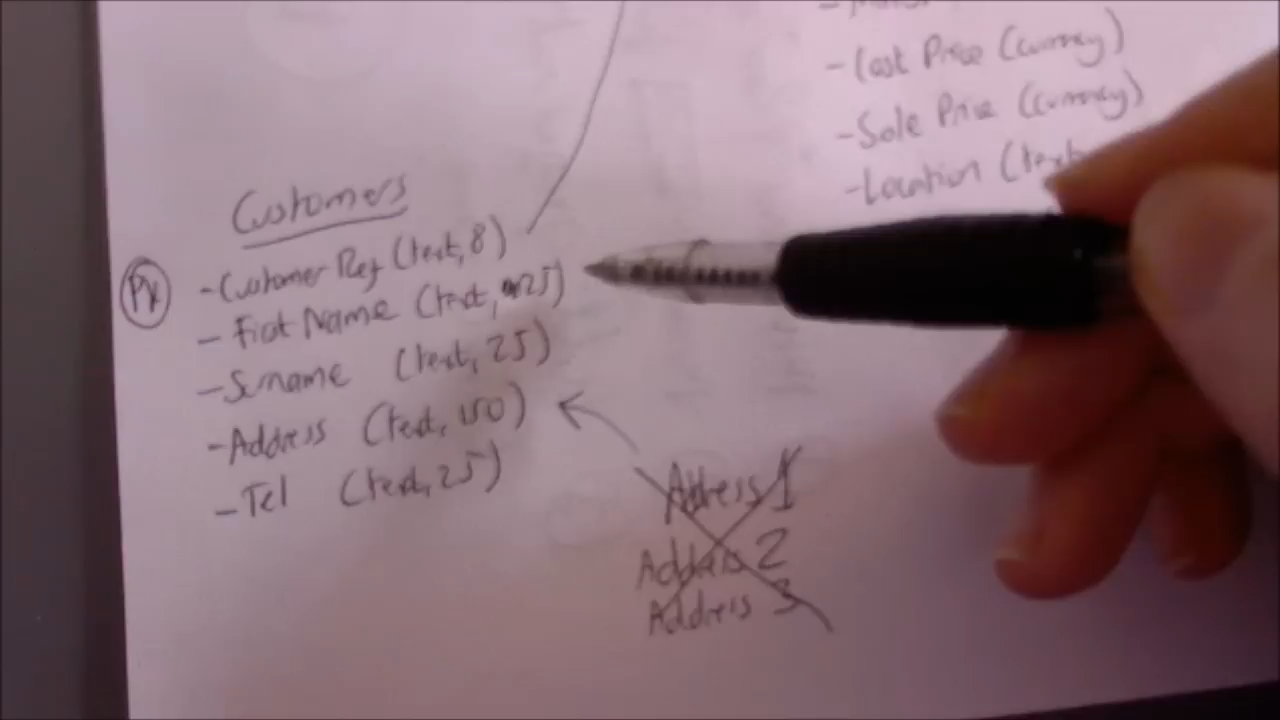 - Cost Price (currency)
- Sale Price (currency)
- Location (text
Customers
PK
- Customer Ref (text, 8)
- First Name (text, 25)
- Surname (text, 25)
- Address (text, 150)
- Tel (text, 25)
Address 1
Address 2
Address 3